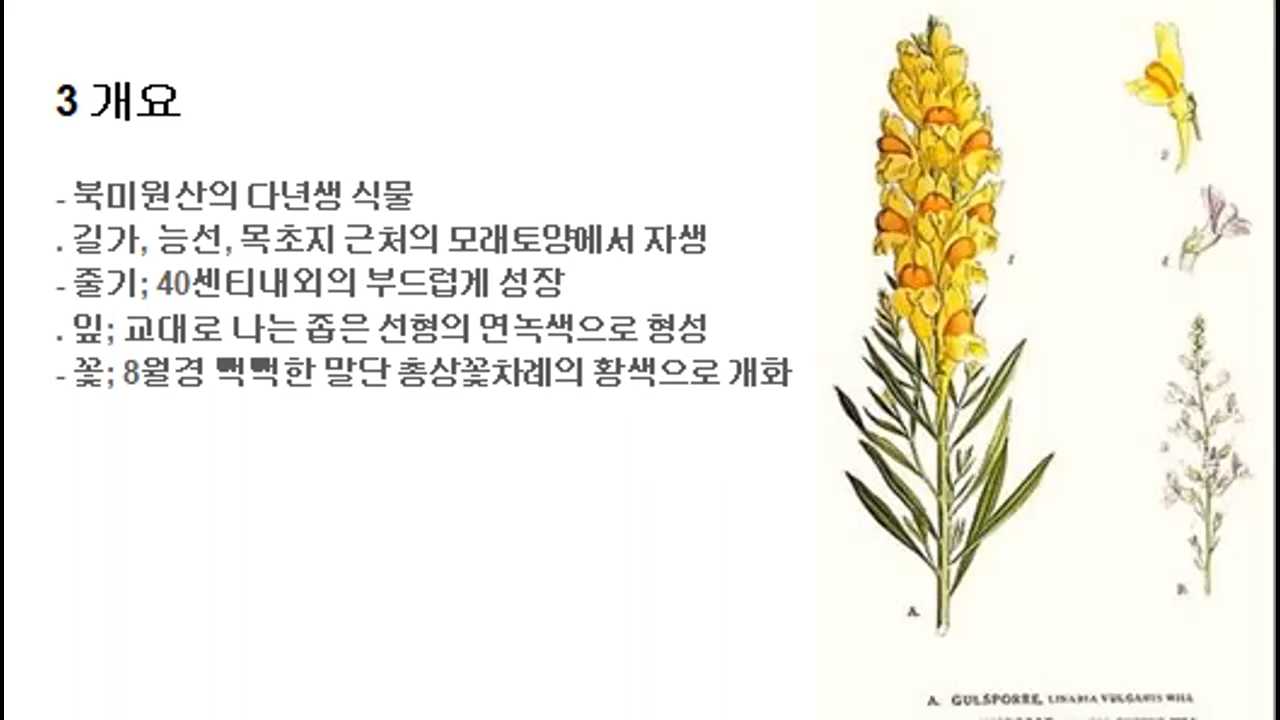 3 개요
- 북미원산의 다년생 식물
. 길가, 능선, 목초지 근처의 모래토양에서 자생
- 줄기; 40센티내외의 부드럽게 성장
. 잎; 교대로 나는 좁은 선형의 연녹색으로 형성
- 꽃; 8월경 빽빽한 말단 총상꽃차례의 황색으로 개화
A.
B.
A. GULSPORRE, LINARIA VULGARIS MILL